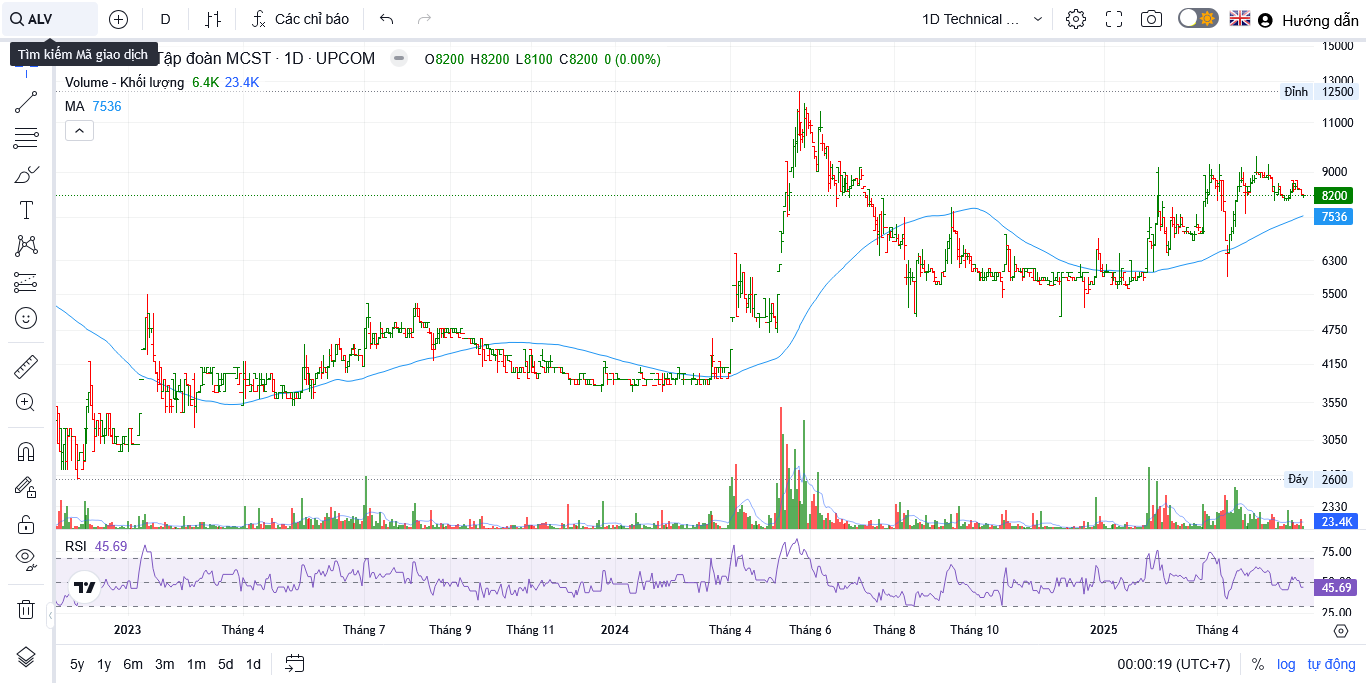 ALV
D
Các chỉ báo
1D Technical ...
Hướng dẫn
Tìm kiếm Mã giao dịch
Tập đoàn MCST · 1D · UPCOM
O8200 H8200 L8100 C8200 0 (0.00%)
Volume - Khối lượng 6.4K 23.4K
MA 7536
15000
13000
Đỉnh 12500
11000
9000
8200
7536
6300
5500
4750
4150
3550
3050
Đáy 2600
2330
23.4K
RSI 45.69
75.00
45.69
25.00
2023 Tháng 4 Tháng 7 Tháng 9 Tháng 11 2024 Tháng 4 Tháng 6 Tháng 8 Tháng 10 2025 Tháng 4
5y 1y 6m 3m 1m 5d 1d
00:00:19 (UTC+7) % log tự động